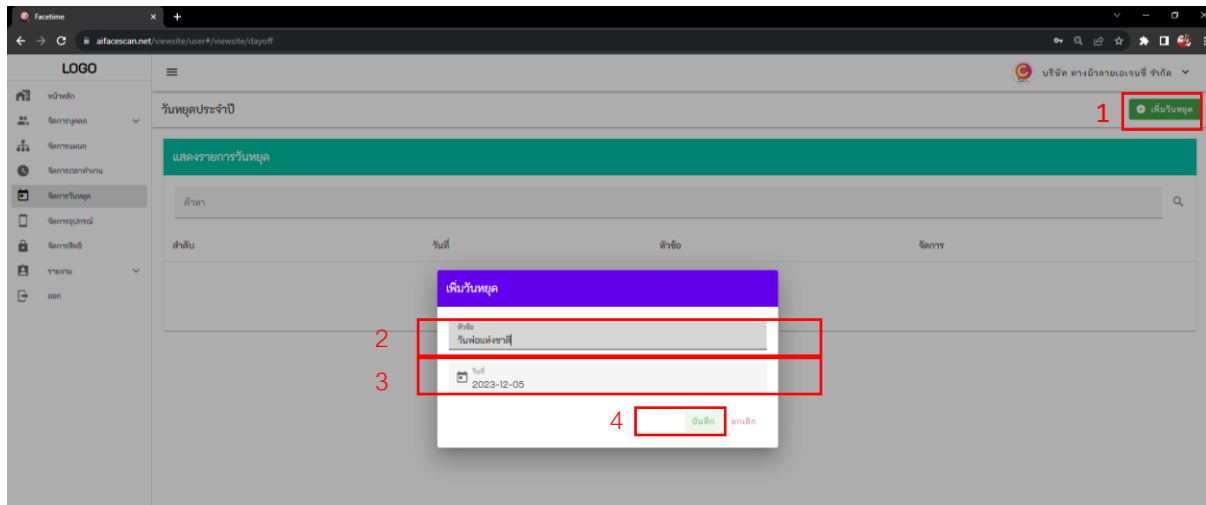 Facetime
aifacescan.net/viewsite/user#/viewsite/dayoff
LOGO
บริษัท ทางม้าลายเอเจนซี่ จำกัด
หน้าหลัก
จัดการบุคคล
จัดการแผนก
จัดการเวลาทำงาน
จัดการวันหยุด
จัดการอุปกรณ์
จัดการสิทธิ
รายงาน
ออก
วันหยุดประจำปี
1
เพิ่มวันหยุด
แสดงรายการวันหยุด
ค้นหา
ลำดับ วันที่ หัวข้อ จัดการ
เพิ่มวันหยุด
2
หัวข้อ
วันพ่อแห่งชาติ
3
วันที่
2023-12-05
4
บันทึก ยกเลิก